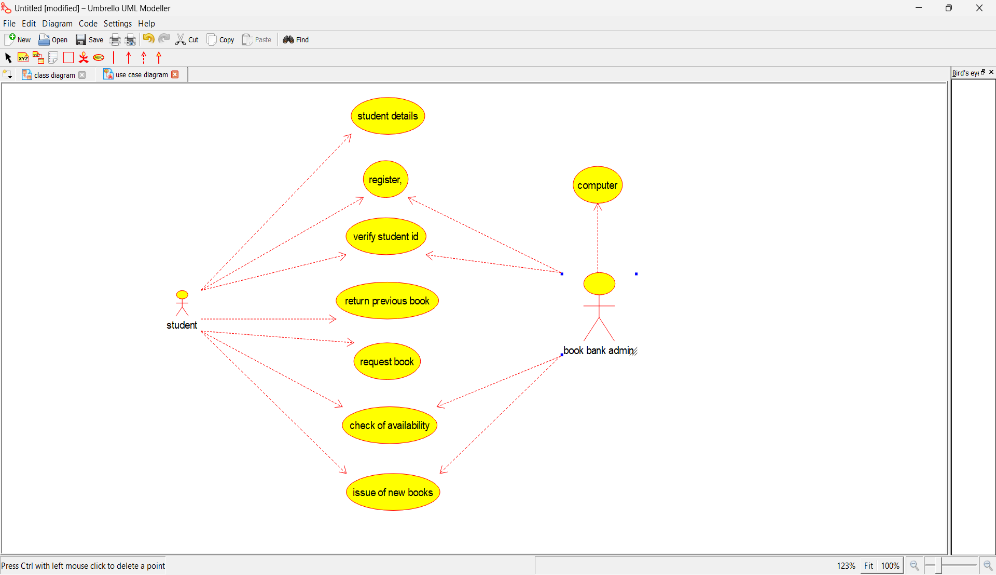 Untitled [modified] – Umbrello UML Modeller
File Edit Diagram Code Settings Help
New Open Save Cut Copy Paste Find
XYZ
class diagram use case diagram
Bird's eye
student details
register,
computer
verify student id
return previous book
student
book bank admin
request book
check of availability
issue of new books
Press Ctrl with left mouse click to delete a point
123% Fit 100%